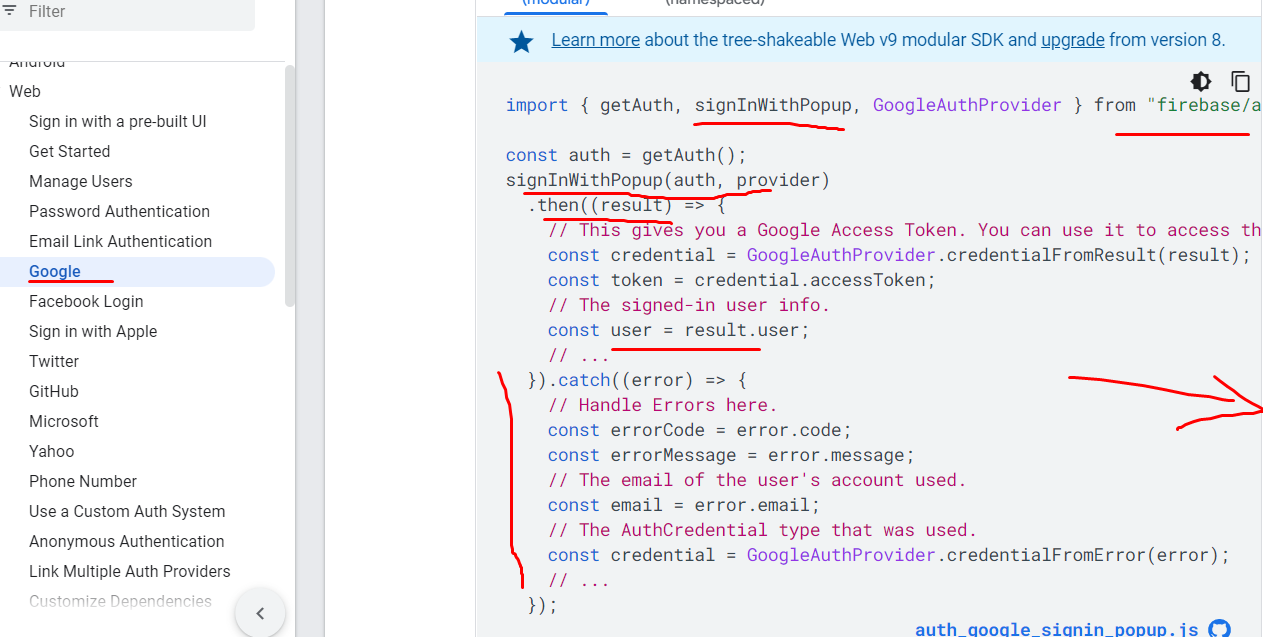 Filter
Android
Web
Sign in with a pre-built UI
Get Started
Manage Users
Password Authentication
Email Link Authentication
Google
Facebook Login
Sign in with Apple
Twitter
GitHub
Microsoft
Yahoo
Phone Number
Use a Custom Auth System
Anonymous Authentication
Link Multiple Auth Providers
Customize Dependencies
(modular) (namespaced)
Learn more about the tree-shakeable Web v9 modular SDK and upgrade from version 8.
import { getAuth, signInWithPopup, GoogleAuthProvider } from "firebase/a
const auth = getAuth();
signInWithPopup(auth, provider)
.then((result) => {
// This gives you a Google Access Token. You can use it to access th
const credential = GoogleAuthProvider.credentialFromResult(result);
const token = credential.accessToken;
// The signed-in user info.
const user = result.user;
// ...
}).catch((error) => {
// Handle Errors here.
const errorCode = error.code;
const errorMessage = error.message;
// The email of the user's account used.
const email = error.email;
// The AuthCredential type that was used.
const credential = GoogleAuthProvider.credentialFromError(error);
// ...
});
auth_google_signin_popup.js